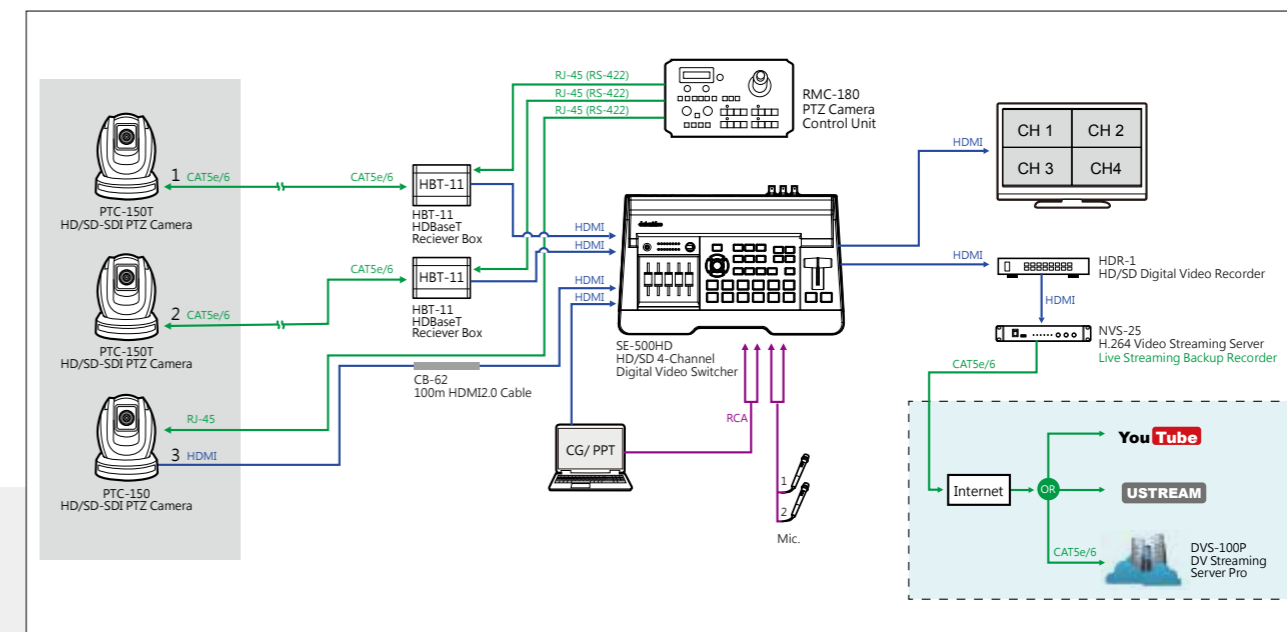 RJ-45 (RS-422)
RJ-45 (RS-422)
RJ-45 (RS-422)
RMC-180
PTZ Camera
Control Unit
1 CAT5e/6
CAT5e/6
HBT-11
HBT-11
HDBaseT
Reciever Box
PTC-150T
HD/SD-SDI PTZ Camera
2 CAT5e/6
CAT5e/6
HBT-11
HBT-11
HDBaseT
Reciever Box
PTC-150T
HD/SD-SDI PTZ Camera
RJ-45
3 HDMI
PTC-150
HD/SD-SDI PTZ Camera
CB-62
100m HDMI2.0 Cable
HDMI
HDMI
HDMI
HDMI
SE-500HD
HD/SD 4-Channel
Digital Video Switcher
CG/ PPT
RCA
1
2
Mic.
HDMI
CH 1
CH 2
CH 3
CH4
HDMI
HDR-1
HD/SD Digital Video Recorder
HDMI
NVS-25
H.264 Video Streaming Server
Live Streaming Backup Recorder
CAT5e/6
Internet
OR
YouTube
USTREAM
CAT5e/6
DVS-100P
DV Streaming
Server Pro